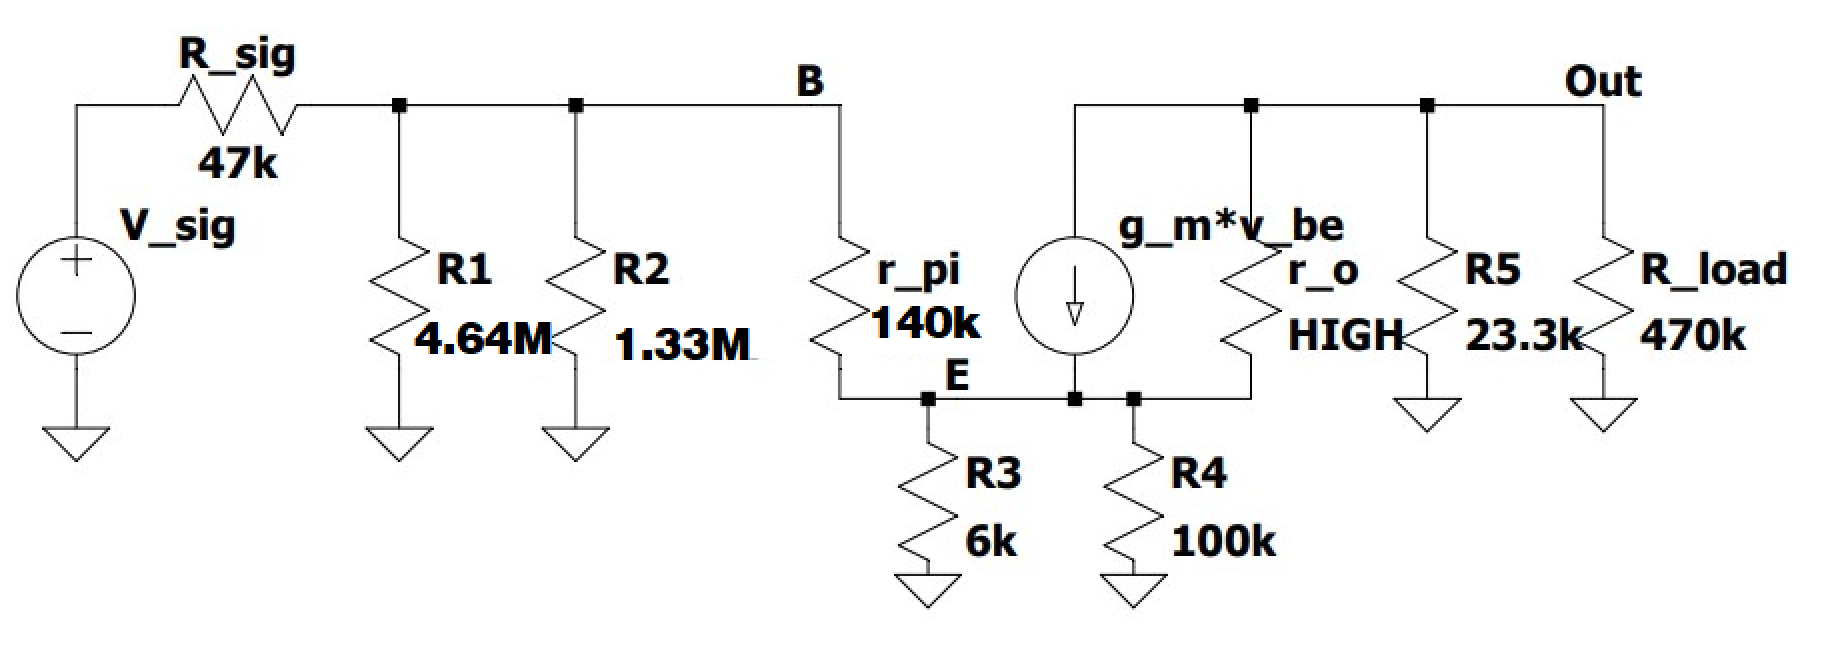 R_sig
47k
V_sig
+
−
R1
4.64M
R2
1.33M
B
r_pi
140k
E
g_m*v_be
r_o
HIGH
R5
23.3k
Out
R_load
470k
R3
6k
R4
100k